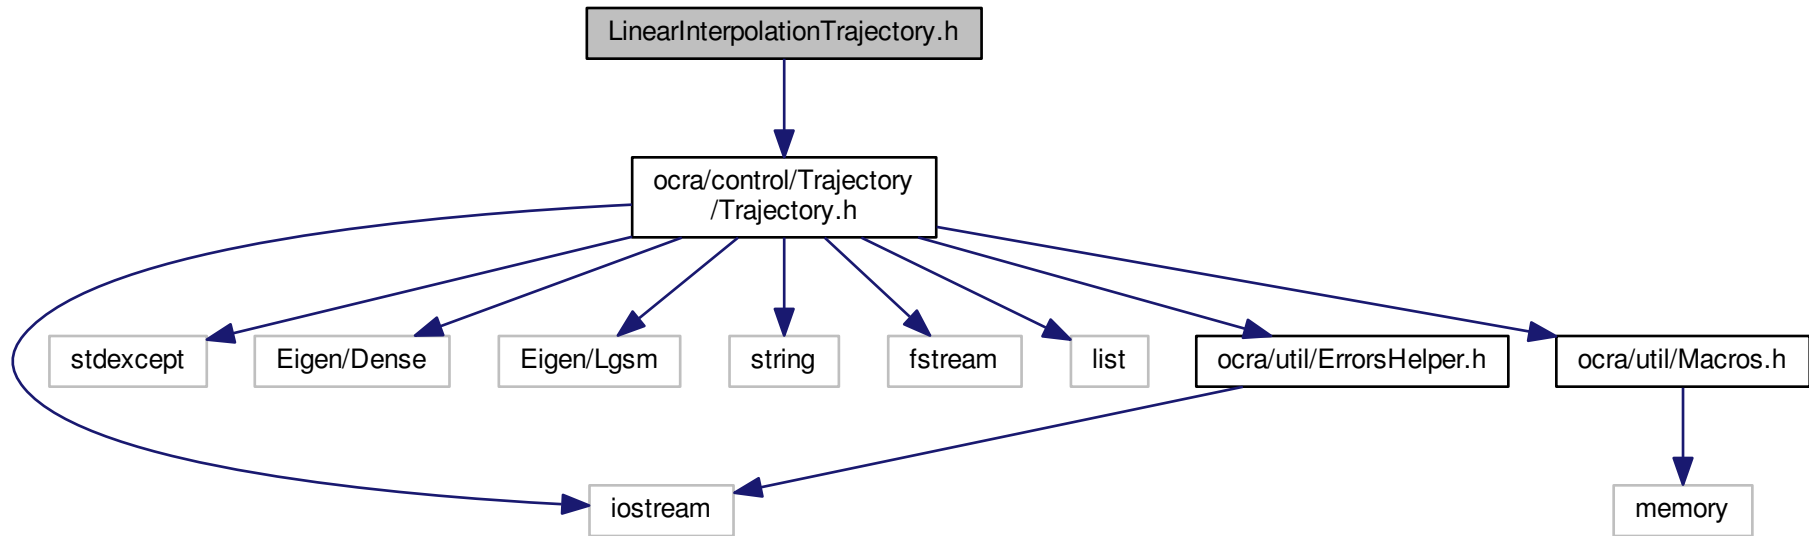 LinearInterpolationTrajectory.h
ocra/control/Trajectory
/Trajectory.h
stdexcept
Eigen/Dense
Eigen/Lgsm
string
fstream
list
ocra/util/ErrorsHelper.h
ocra/util/Macros.h
iostream
memory